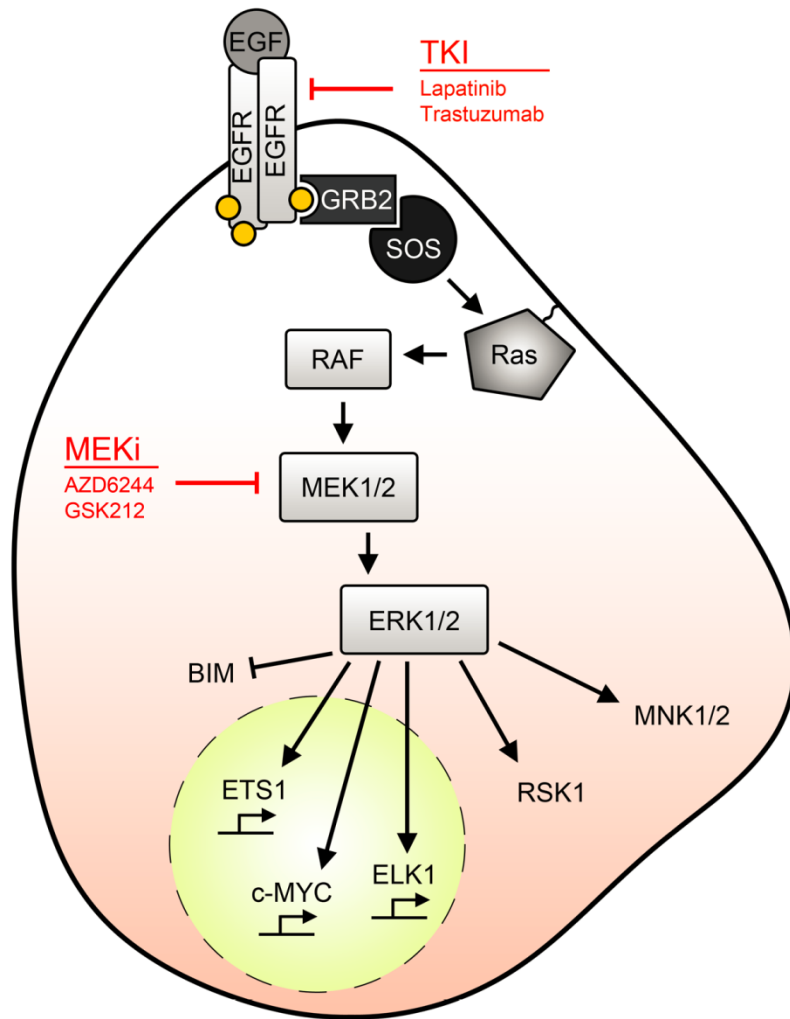 EGF
TKI
Lapatinib
Trastuzumab
EGFR
EGFR
GRB2
SOS
Ras
RAF
MEKi
AZD6244
GSK212
MEK1/2
ERK1/2
BIM
MNK1/2
ETS1
RSK1
c-MYC
ELK1